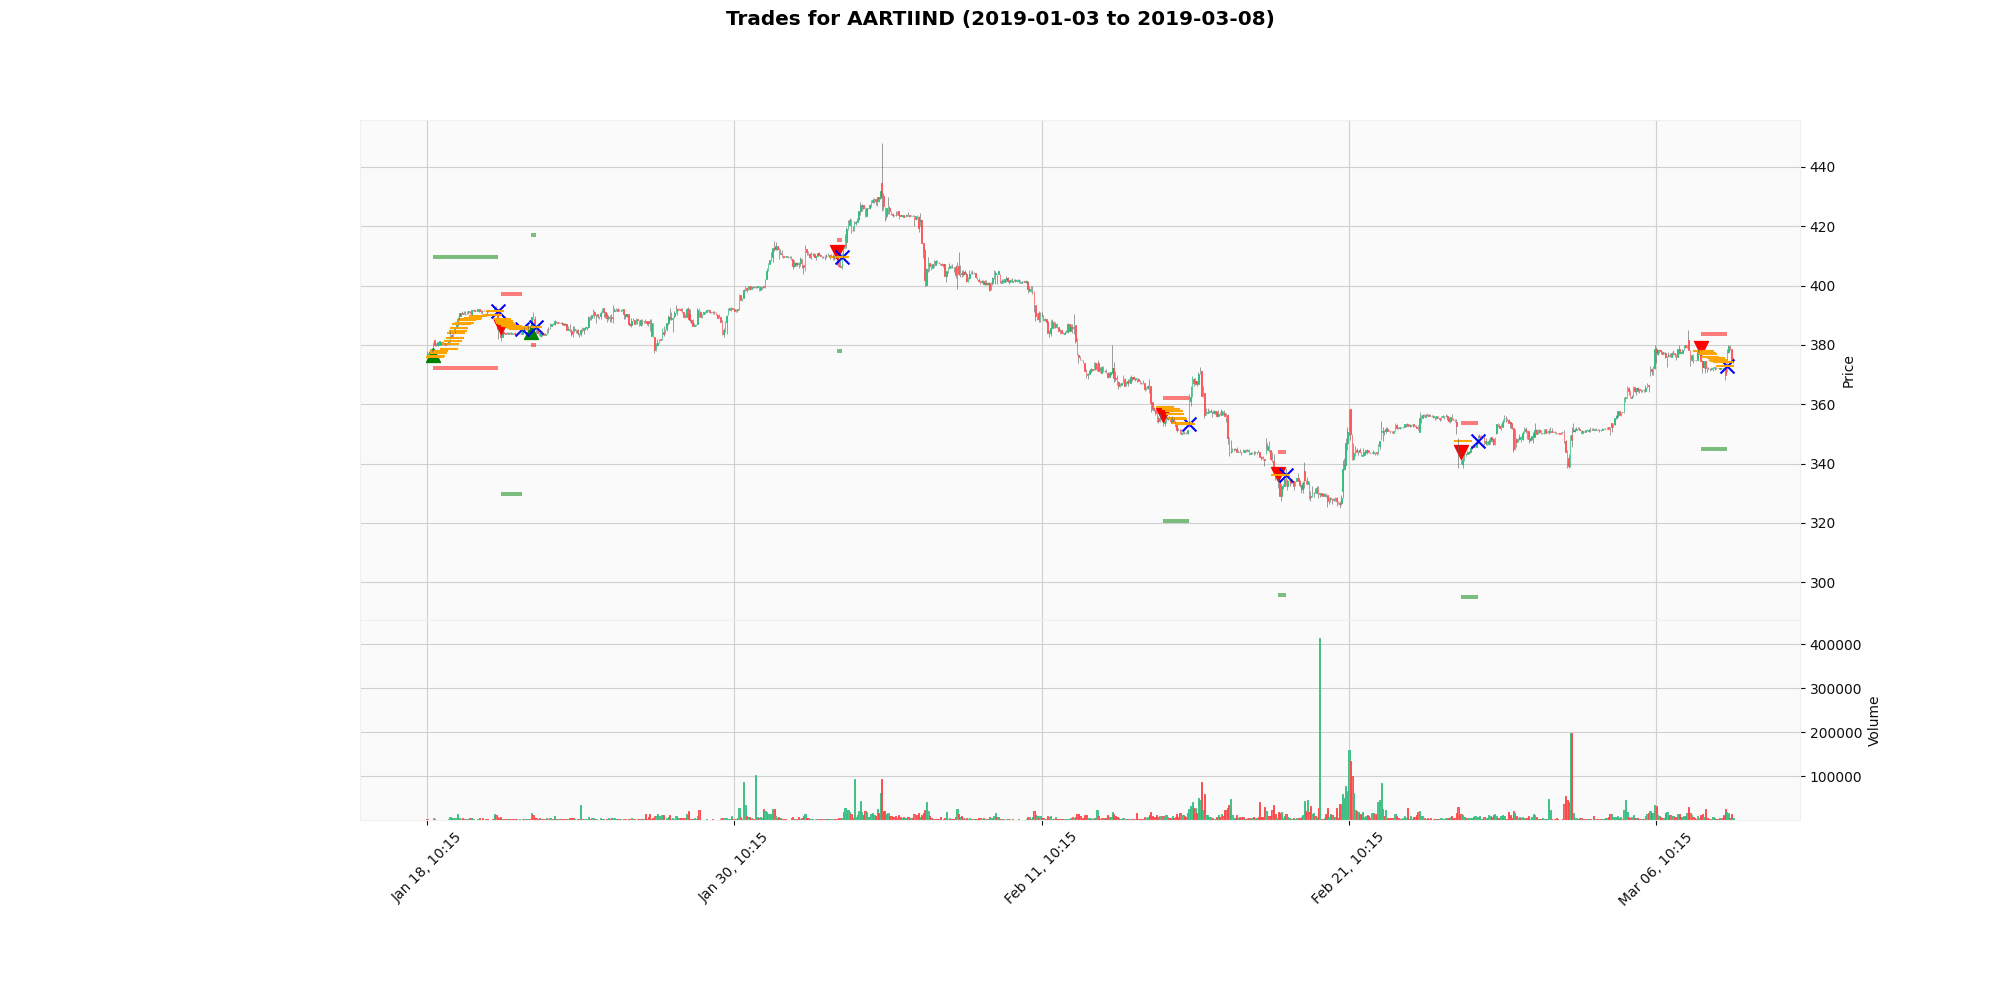 Trades for AARTIIND (2019-01-03 to 2019-03-08)
440
420
400
380
360
340
320
300
Price
400000
300000
200000
100000
Volume
Jan 18, 10:15
Jan 30, 10:15
Feb 11, 10:15
Feb 21, 10:15
Mar 06, 10:15